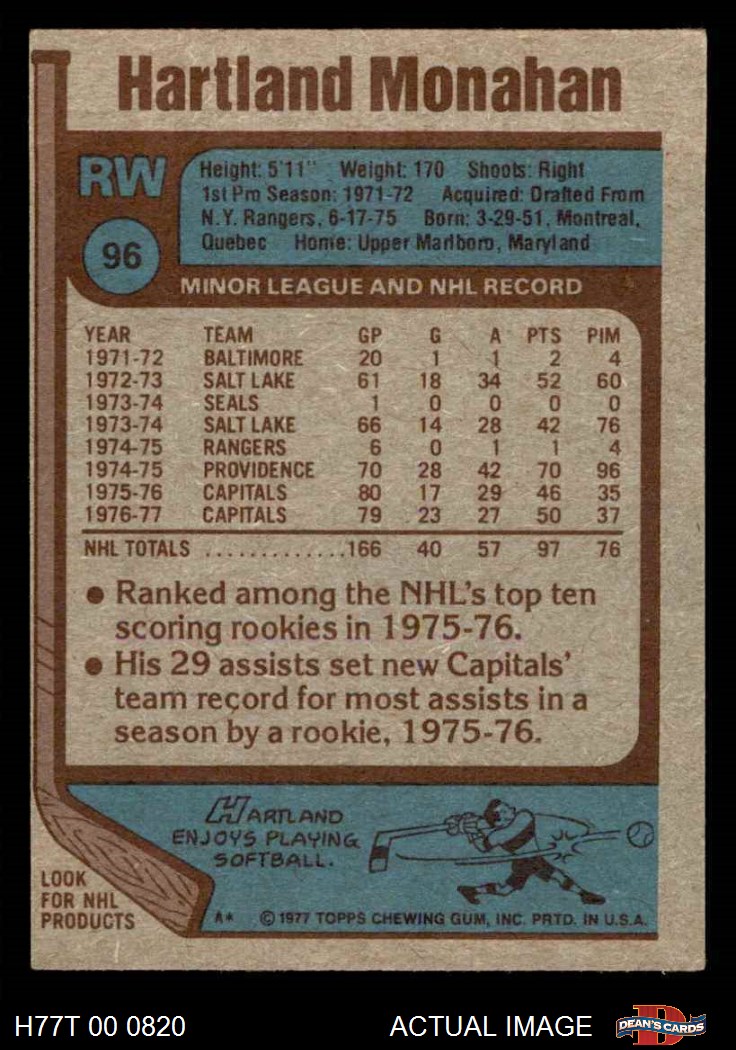 Hartland Monahan
RW
96
Height: 5'11" Weight: 170 Shoots: Right
1st Pro Season: 1971-72 Acquired: Drafted From
N.Y. Rangers, 6-17-75 Born: 3-29-51, Montreal,
Quebec Home: Upper Marlboro, Maryland
MINOR LEAGUE AND NHL RECORD
YEAR TEAM GP G A PTS PIM
1971-72 BALTIMORE 20 1 1 2 4
1972-73 SALT LAKE 61 18 34 52 60
1973-74 SEALS 1 0 0 0 0
1973-74 SALT LAKE 66 14 28 42 76
1974-75 RANGERS 6 0 1 1 4
1974-75 PROVIDENCE 70 28 42 70 96
1975-76 CAPITALS 80 17 29 46 35
1976-77 CAPITALS 79 23 27 50 37
NHL TOTALS .............166 40 57 97 76
• Ranked among the NHL's top ten
scoring rookies in 1975-76.
• His 29 assists set new Capitals'
team record for most assists in a
season by a rookie, 1975-76.
HARTLAND
ENJOYS PLAYING
SOFTBALL.
LOOK
FOR NHL
PRODUCTS
A* © 1977 TOPPS CHEWING GUM, INC. PRTD. IN U.S.A.
H77T 00 0820 ACTUAL IMAGE D DEAN'S CARDS